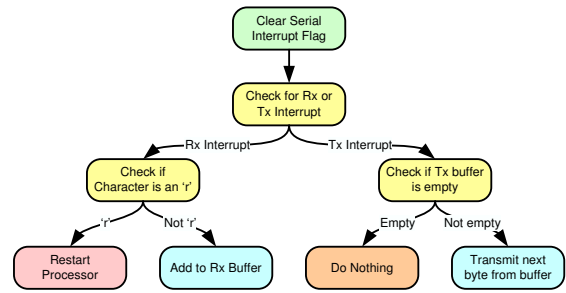 Clear Serial
Interrupt Flag
Check for Rx or
Tx Interrupt
Rx Interrupt
Tx Interrupt
Check if
Character is an ‘r’
Check if Tx buffer
is empty
‘r’
Not ‘r’
Empty
Not empty
Restart
Processor
Add to Rx Buffer
Do Nothing
Transmit next
byte from buffer